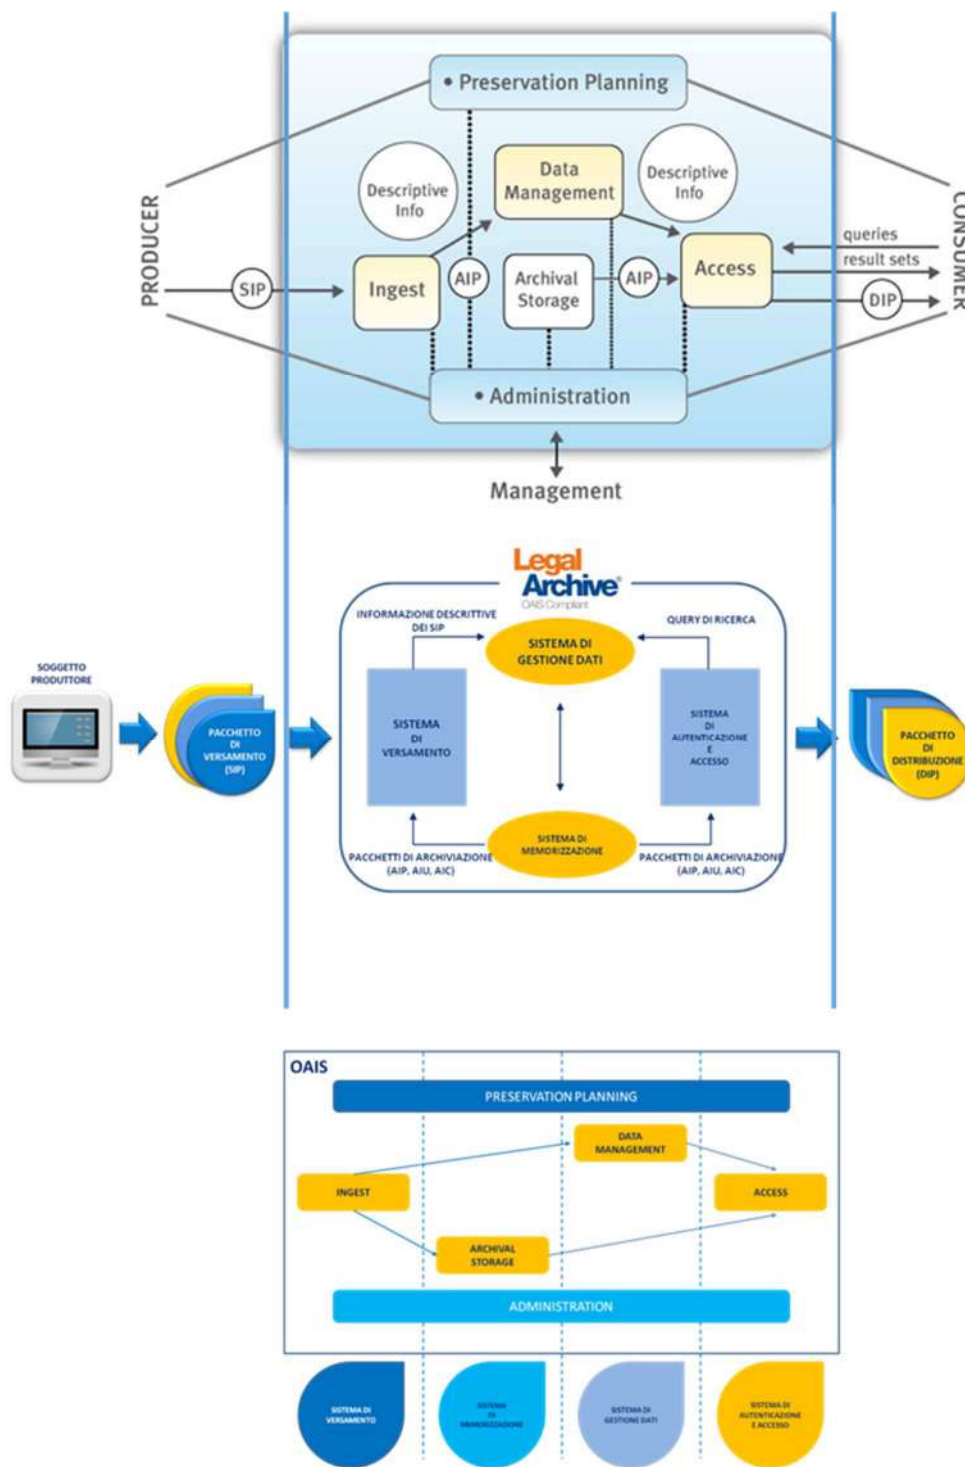 • Preservation Planning
Descriptive
Info
Data
Management
Descriptive
Info
PRODUCER
CONSUMER
SIP
Ingest
AIP
Archival
Storage
AIP
Access
queries
result sets
DIP
• Administration
Management
Legal
Archive®
OAIS Compliant
INFORMAZIONE DESCRITTIVE
DEI SIP
QUERY DI RICERCA
SISTEMA DI
GESTIONE DATI
SOGGETTO
PRODUTTORE
PACCHETTO
DI
VERSAMENTO
(SIP)
SISTEMA
DI
VERSAMENTO
SISTEMA
DI
AUTENTICAZIONE
E
ACCESSO
PACCHETTO
DI
DISTRIBUZIONE
(DIP)
SISTEMA DI
MEMORIZZAZIONE
PACCHETTI DI ARCHIVIAZIONE
(AIP, AIU, AIC)
PACCHETTI DI ARCHIVIAZIONE
(AIP, AIU, AIC)
OAIS
PRESERVATION PLANNING
DATA
MANAGEMENT
INGEST
ACCESS
ARCHIVAL
STORAGE
ADMINISTRATION
SISTEMA DI
VERSAMENTO
SISTEMA
DI
MEMORIZZAZIONE
SISTEMA DI
GESTIONE DATI
SISTEMA DI
AUTENTICAZIONE
E ACCESSO